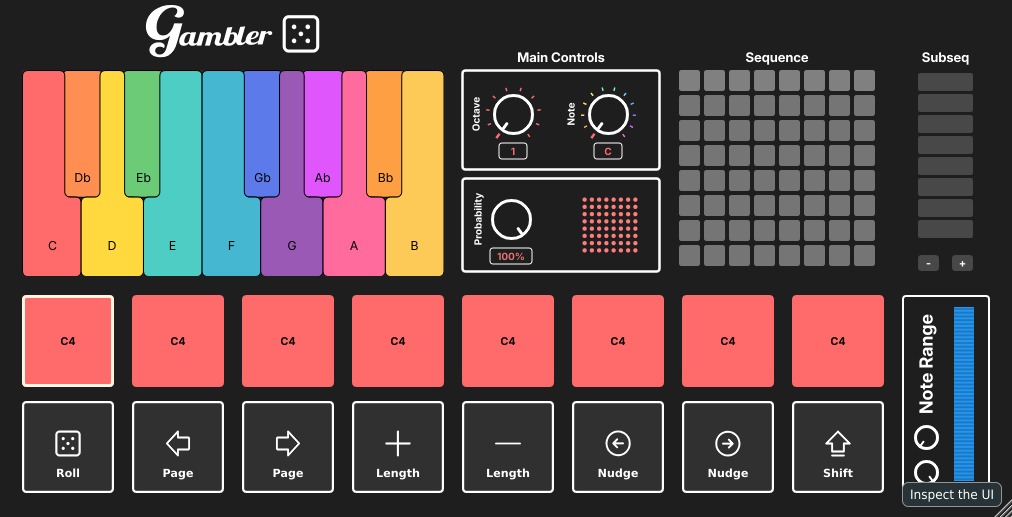 Gambler
Main Controls
Sequence
Subseq
Db
Eb
Gb
Ab
Bb
C
D
E
F
G
A
B
Octave
1
Note
C
Probability
100%
-
+
C4
C4
C4
C4
C4
C4
C4
C4
Note Range
Roll
Page
Page
Length
Length
Nudge
Nudge
Shift
Inspect the UI